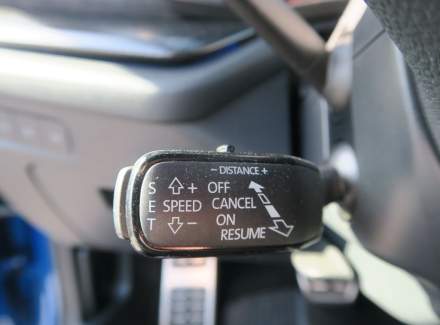 - DISTANCE +
S ⇧+ OFF
E SPEED CANCEL
T ⇩- ON
RESUME